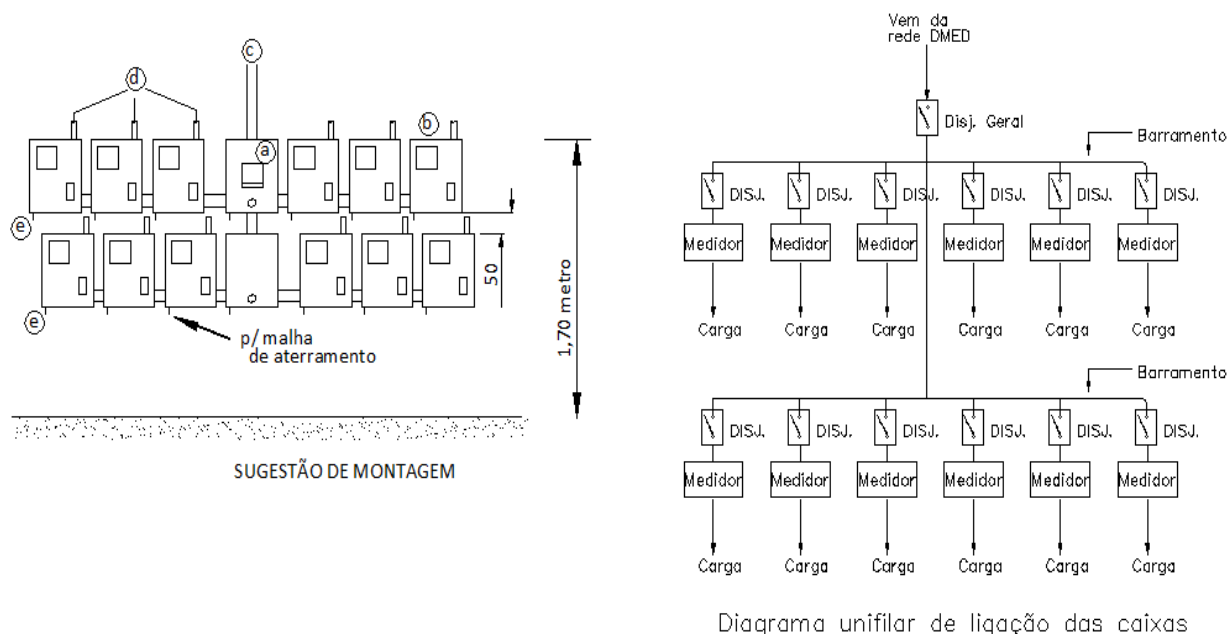 c
d
b
a
e
e
50
1,70 metro
p/ malha
de aterramento
SUGESTÃO DE MONTAGEM
Vem da
rede DMED
Disj. Geral
Barramento
DISJ. DISJ. DISJ. DISJ. DISJ. DISJ.
Medidor Medidor Medidor Medidor Medidor Medidor
Carga Carga Carga Carga Carga Carga
Barramento
DISJ. DISJ. DISJ. DISJ. DISJ. DISJ.
Medidor Medidor Medidor Medidor Medidor Medidor
Carga Carga Carga Carga Carga Carga
Diagrama unifilar de ligação das caixas